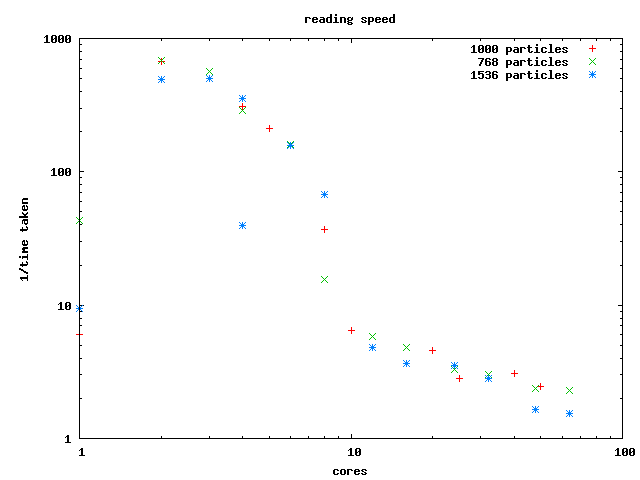 reading speed
1000
1000 particles
768 particles
1536 particles
100
1/time taken
10
1
1
10
100
cores